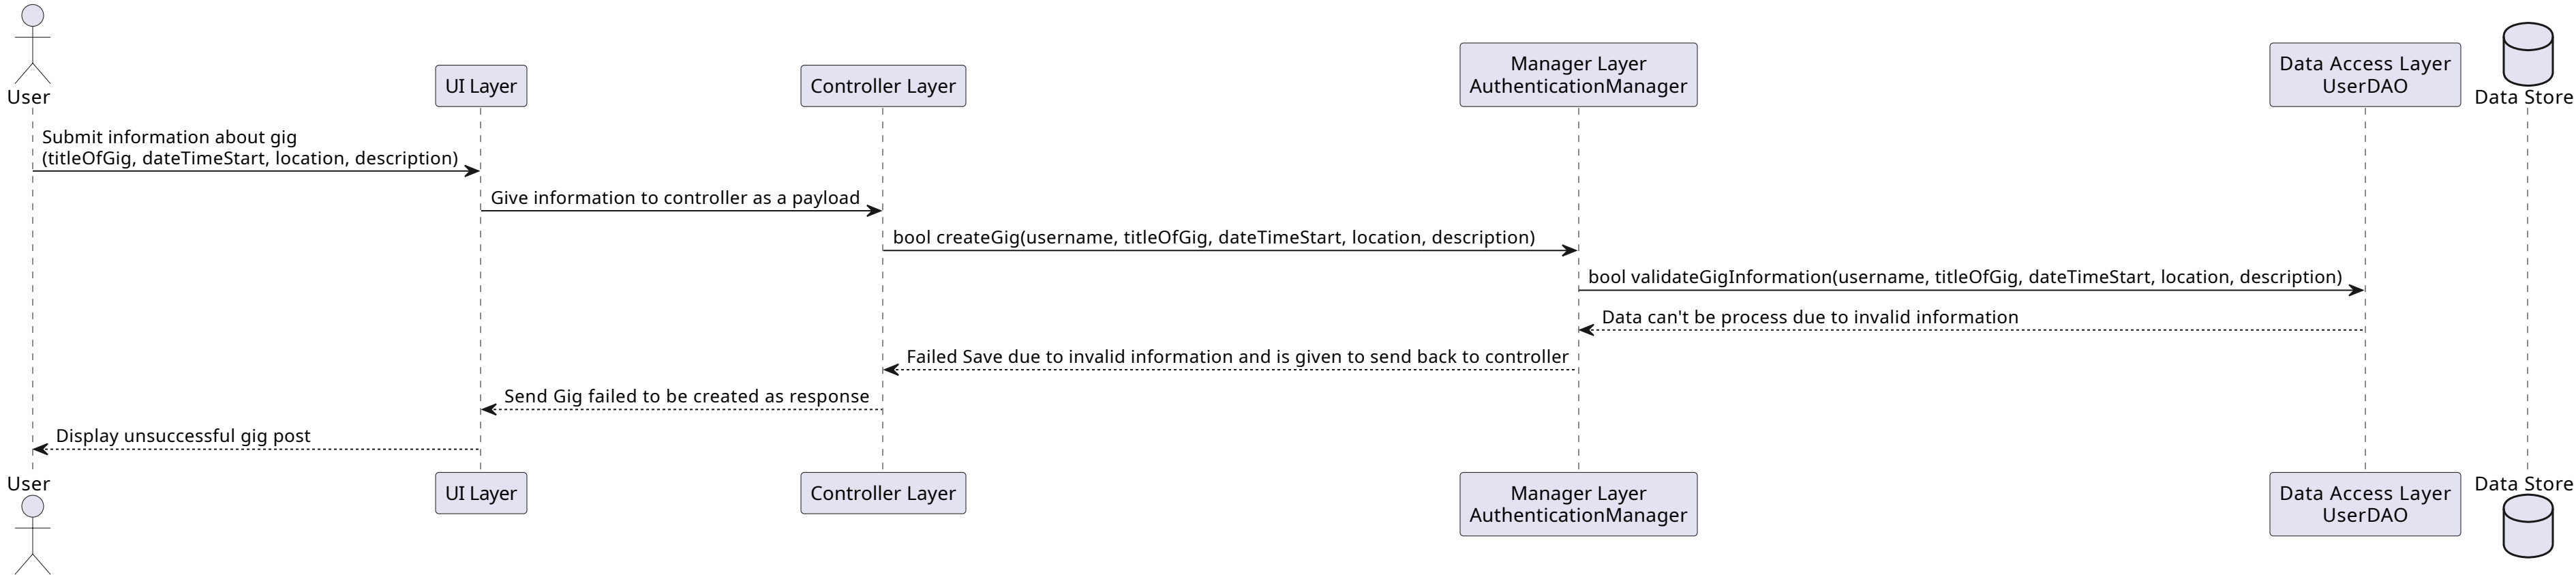 User
UI Layer
Controller Layer
Manager Layer
AuthenticationManager
Data Access Layer
UserDAO
Data Store
Submit information about gig
(titleOfGig, dateTimeStart, location, description)
Give information to controller as a payload
bool createGig(username, titleOfGig, dateTimeStart, location, description)
bool validateGigInformation(username, titleOfGig, dateTimeStart, location, description)
Data can't be process due to invalid information
Failed Save due to invalid information and is given to send back to controller
Send Gig failed to be created as response
Display unsuccessful gig post
User
UI Layer
Controller Layer
Manager Layer
AuthenticationManager
Data Access Layer
UserDAO
Data Store